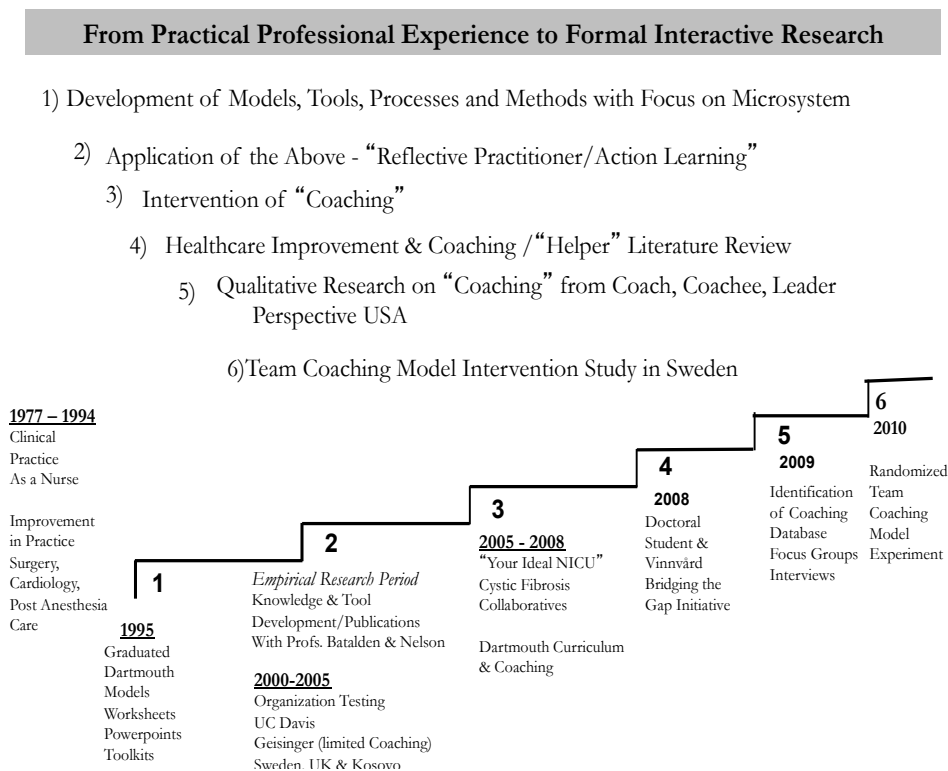 From Practical Professional Experience to Formal Interactive Research
1) Development of Models, Tools, Processes and Methods with Focus on Microsystem
2) Application of the Above - “Reflective Practitioner/Action Learning”
3) Intervention of “Coaching”
4) Healthcare Improvement & Coaching /“Helper” Literature Review
5) Qualitative Research on “Coaching” from Coach, Coachee, Leader
Perspective USA
6)Team Coaching Model Intervention Study in Sweden
1977 – 1994
Clinical
Practice
As a Nurse
Improvement
in Practice
Surgery,
Cardiology,
Post Anesthesia
Care
1
1995
Graduated
Dartmouth
Models
Worksheets
Powerpoints
Toolkits
2
Empirical Research Period
Knowledge & Tool
Development/Publications
With Profs. Batalden & Nelson
2000-2005
Organization Testing
UC Davis
Geisinger (limited Coaching)
Sweden, UK & Kosovo
3
2005 - 2008
“Your Ideal NICU”
Cystic Fibrosis
Collaboratives
Dartmouth Curriculum
& Coaching
4
2008
Doctoral
Student &
Vinnvård
Bridging the
Gap Initiative
5
2009
Identification
of Coaching
Database
Focus Groups
Interviews
6
2010
Randomized
Team
Coaching
Model
Experiment